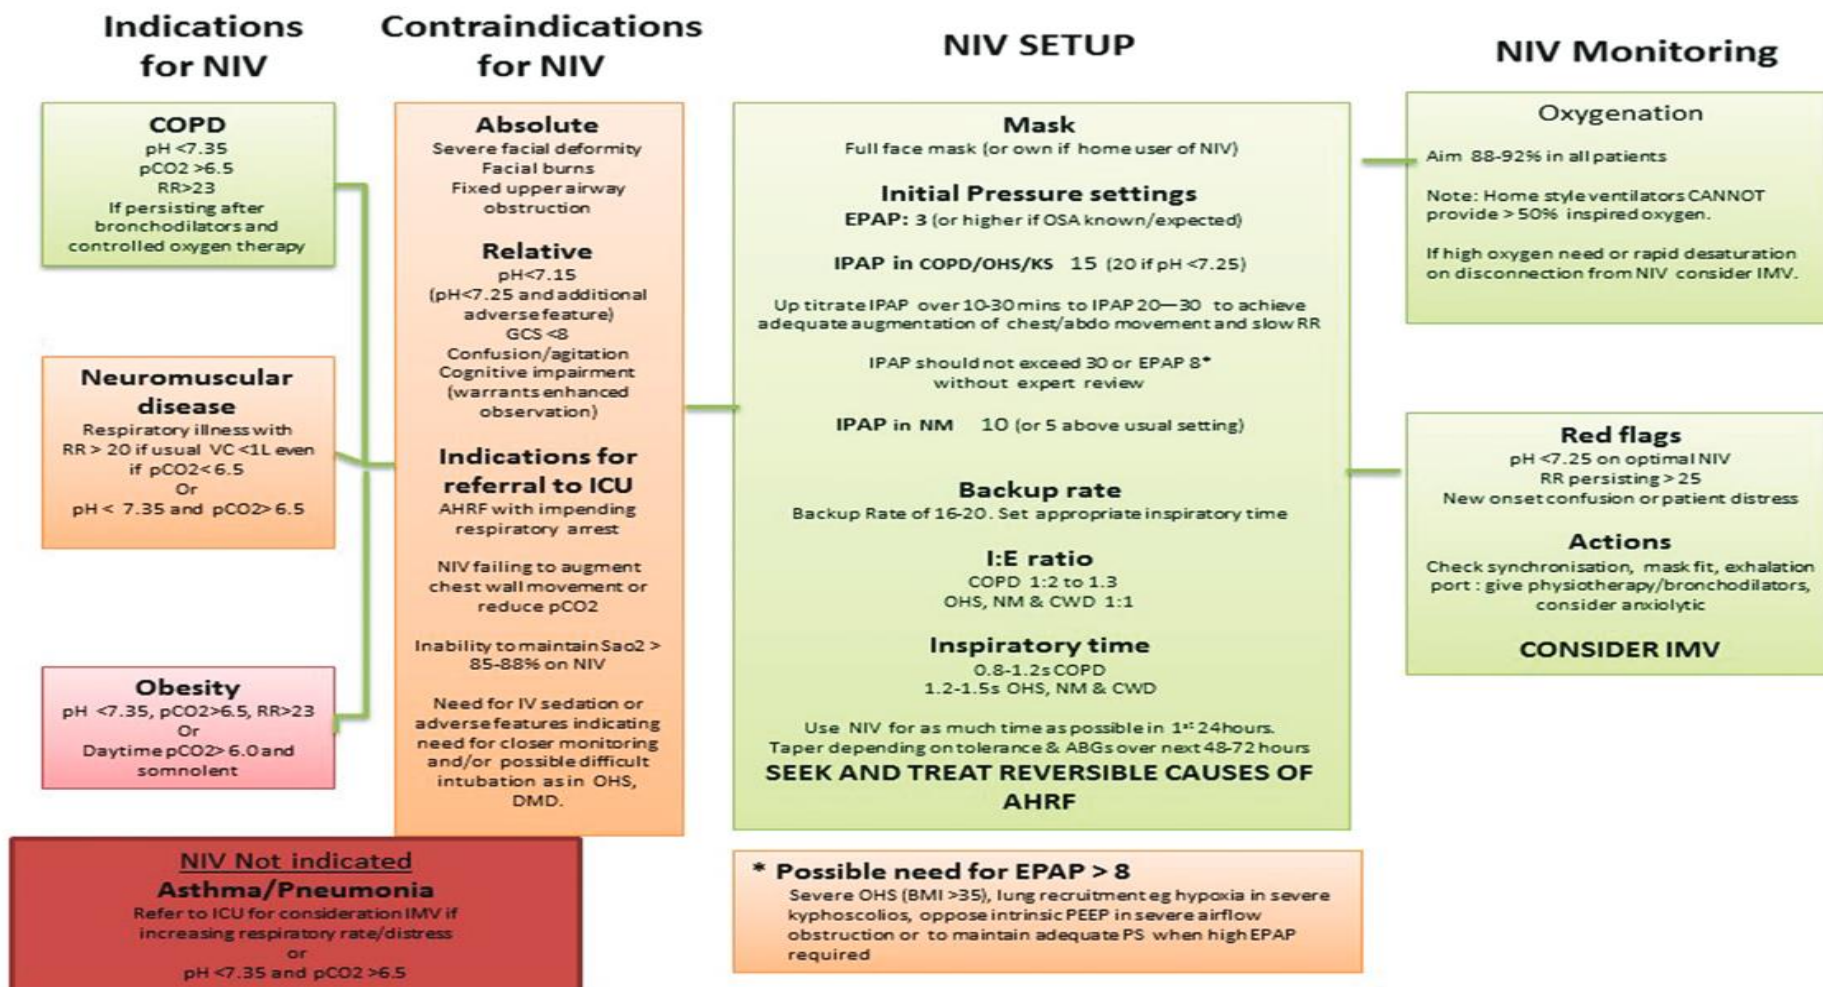 Indications
for NIV
COPD
pH <7.35
pCO2 >6.5
RR>23
If persisting after
bronchodilators and
controlled oxygen therapy
Neuromuscular
disease
Respiratory illness with
RR > 20 if usual VC <1L even
if pCO2< 6.5
Or
pH < 7.35 and pCO2> 6.5
Obesity
pH <7.35, pCO2>6.5, RR>23
Or
Daytime pCO2> 6.0 and
somnolent
NIV Not indicated
Asthma/Pneumonia
Refer to ICU for consideration IMV if
increasing respiratory rate/distress
or
pH <7.35 and pCO2 >6.5
Contraindications
for NIV
Absolute
Severe facial deformity
Facial burns
Fixed upper airway
obstruction
Relative
pH<7.15
(pH<7.25 and additional
adverse feature)
GCS <8
Confusion/agitation
Cognitive impairment
(warrants enhanced
observation)
Indications for
referral to ICU
AHRF with impending
respiratory arrest
NIV failing to augment
chest wall movement or
reduce pCO2
Inability to maintain Sao2 >
85-88% on NIV
Need for IV sedation or
adverse features indicating
need for closer monitoring
and/or possible difficult
intubation as in OHS,
DMD.
NIV SETUP
Mask
Full face mask (or own if home user of NIV)
Initial Pressure settings
EPAP: 3 (or higher if OSA known/expected)
IPAP in COPD/OHS/KS 15 (20 if pH <7.25)
Up titrate IPAP over 10-30 mins to IPAP 20—30 to achieve
adequate augmentation of chest/abdo movement and slow RR
IPAP should not exceed 30 or EPAP 8*
without expert review
IPAP in NM 10 (or 5 above usual setting)
Backup rate
Backup Rate of 16-20. Set appropriate inspiratory time
I:E ratio
COPD 1:2 to 1.3
OHS, NM & CWD 1:1
Inspiratory time
0.8-1.2s COPD
1.2-1.5s OHS, NM & CWD
Use NIV for as much time as possible in 1st 24hours.
Taper depending on tolerance & ABGs over next 48-72 hours
SEEK AND TREAT REVERSIBLE CAUSES OF
AHRF
* Possible need for EPAP > 8
Severe OHS (BMI >35), lung recruitment eg hypoxia in severe
kyphoscolios, oppose intrinsic PEEP in severe airflow
obstruction or to maintain adequate PS when high EPAP
required
NIV Monitoring
Oxygenation
Aim 88-92% in all patients
Note: Home style ventilators CANNOT
provide > 50% inspired oxygen.
If high oxygen need or rapid desaturation
on disconnection from NIV consider IMV.
Red flags
pH <7.25 on optimal NIV
RR persisting > 25
New onset confusion or patient distress
Actions
Check synchronisation, mask fit, exhalation
port : give physiotherapy/bronchodilators,
consider anxiolytic
CONSIDER IMV